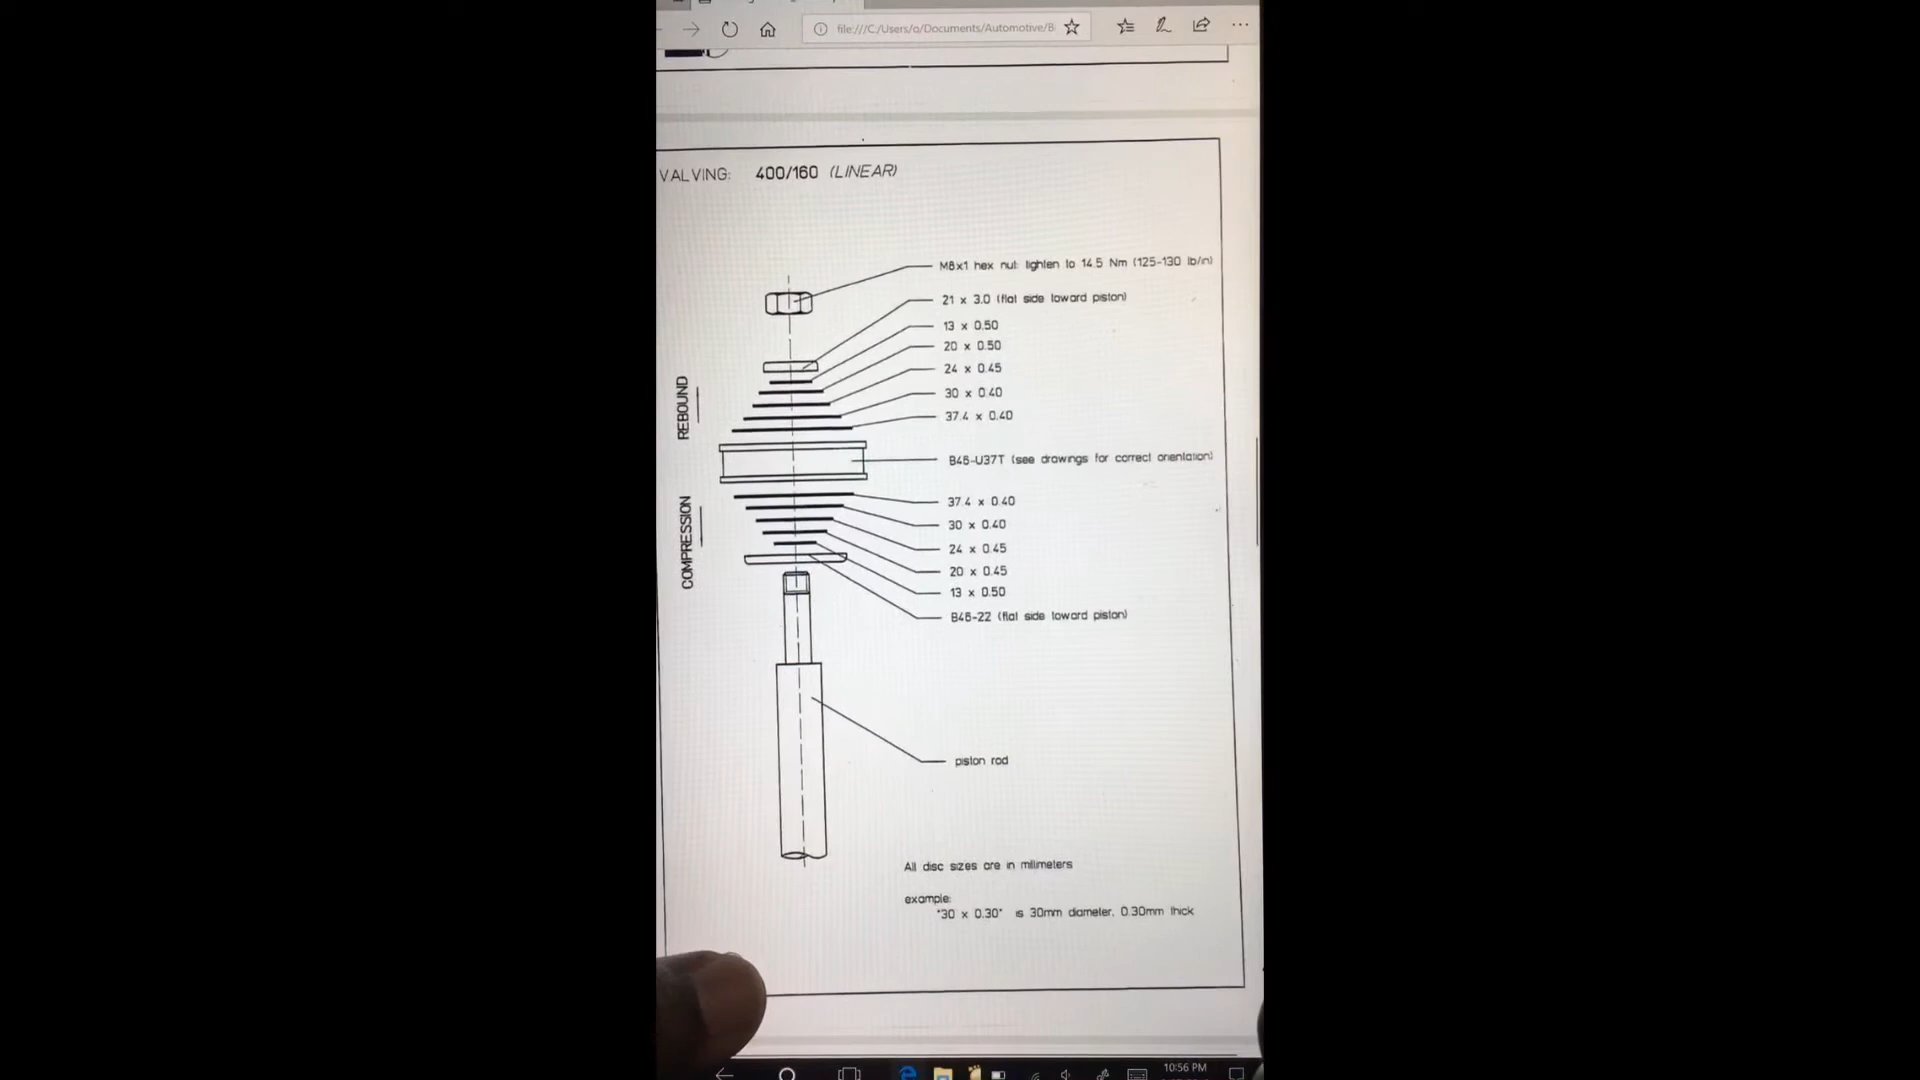 file:///C:/Users/o/Documents/Automotive/B
VALVING: 400/160 (LINEAR)
M8x1 hex nut: tighten to 14.5 Nm (125-130 lb/in)
21 x 3.0 (flat side toward piston)
13 x 0.50
20 x 0.50
24 x 0.45
30 x 0.40
37.4 x 0.40
REBOUND
B46-U37T (see drawings for correct orientation)
COMPRESSION
37.4 x 0.40
30 x 0.40
24 x 0.45
20 x 0.45
13 x 0.50
B46-22 (flat side toward piston)
piston rod
All disc sizes are in milimeters
example:
"30 x 0.30" is 30mm diameter, 0.30mm thick
10:56 PM